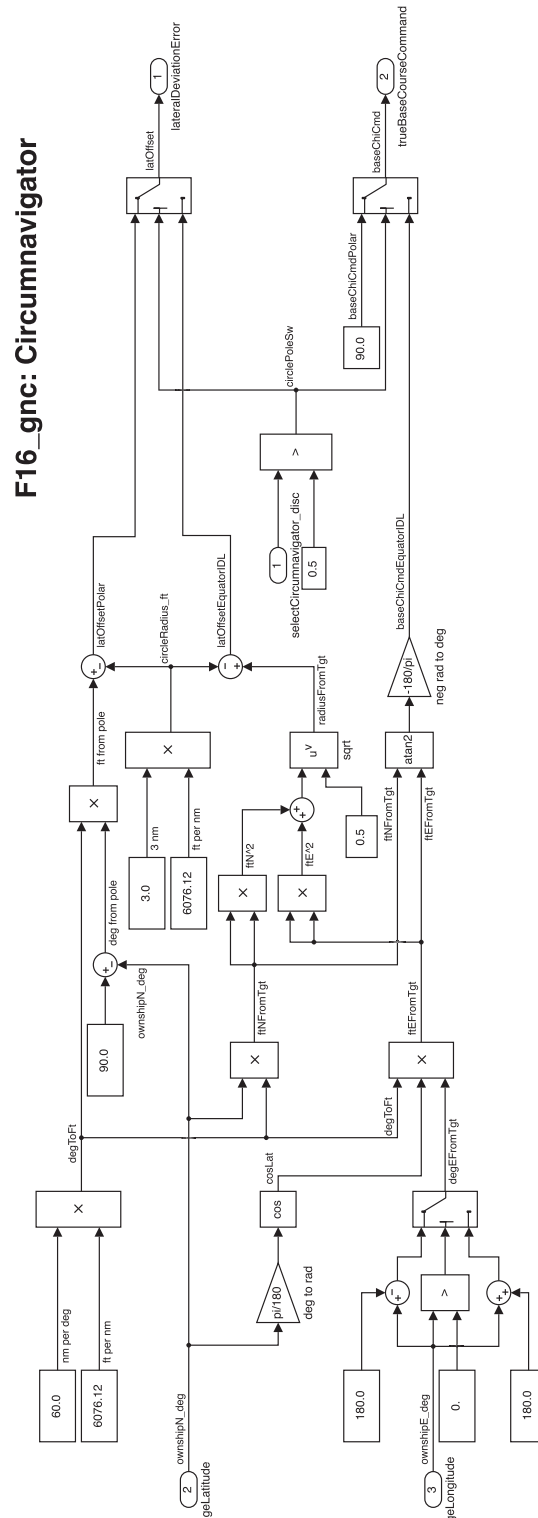 F16_gnc: Circumnavigator
60.0
nm per deg
6076.12
ft per nm
×
degToFt
90.0
+
−
deg from pole
ownshipN_deg
×
ft from pole
+
−
latOffsetPolar
3.0
3 nm
6076.12
ft per nm
×
circleRadius_ft
−
+
latOffsetEquatorIDL
latOffset
1
lateralDeviationError
2
geLatitude
ownshipN_deg
pi/180
deg to rad
cos
cosLat
×
ftNFromTgt
×
ftN^2
×
ftE^2
+
+
0.5
u^v
sqrt
radiusFromTgt
1
selectCircumnavigator_disc
0.5
>
circlePoleSw
90.0
baseChiCmdPolar
baseChiCmd
2
trueBaseCourseCommand
3
geLongitude
ownshipE_deg
180.0
−
+
0.
>
180.0
+
+
degEFromTgt
degToFt
×
ftEFromTgt
ftNFromTgt
ftEFromTgt
atan2
-180/pi
neg rad to deg
baseChiCmdEquatorIDL